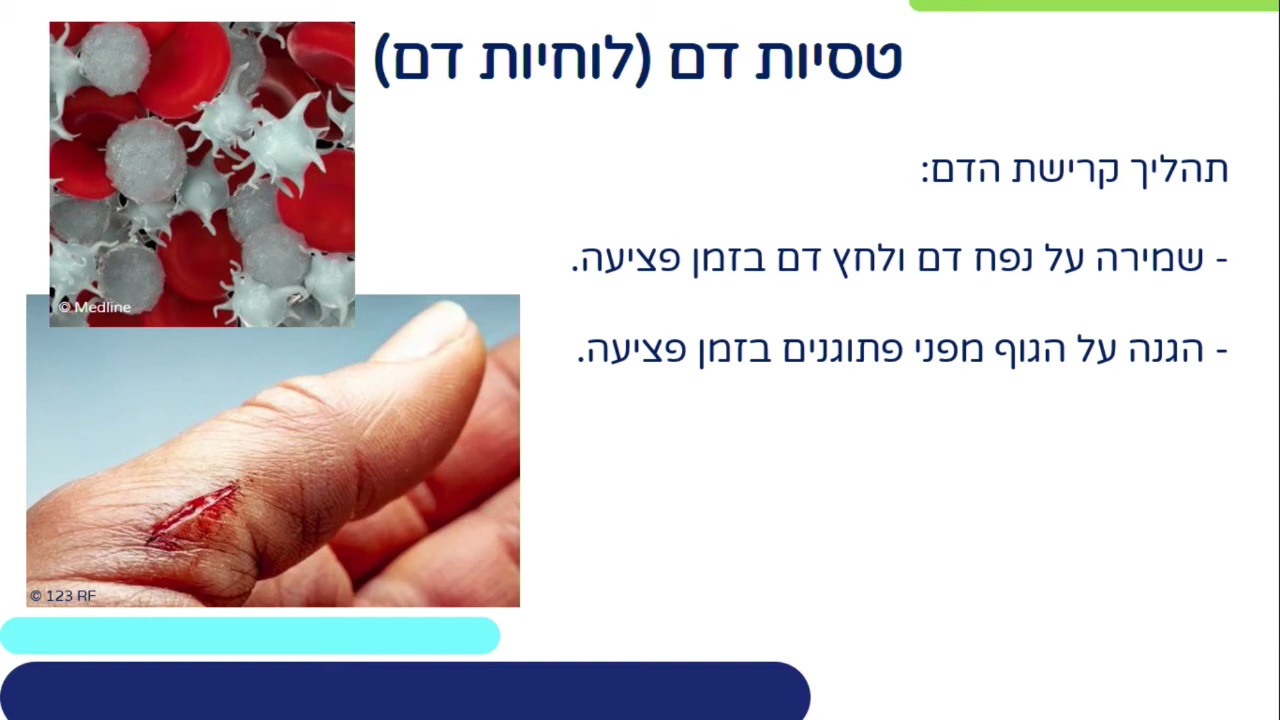 טסיות דם (לוחיות דם)
תהליך קרישת הדם:
- שמירה על נפח דם ולחץ דם בזמן פציעה.
- הגנה על הגוף מפני פתוגנים בזמן פציעה.
© Medline
© 123 RF